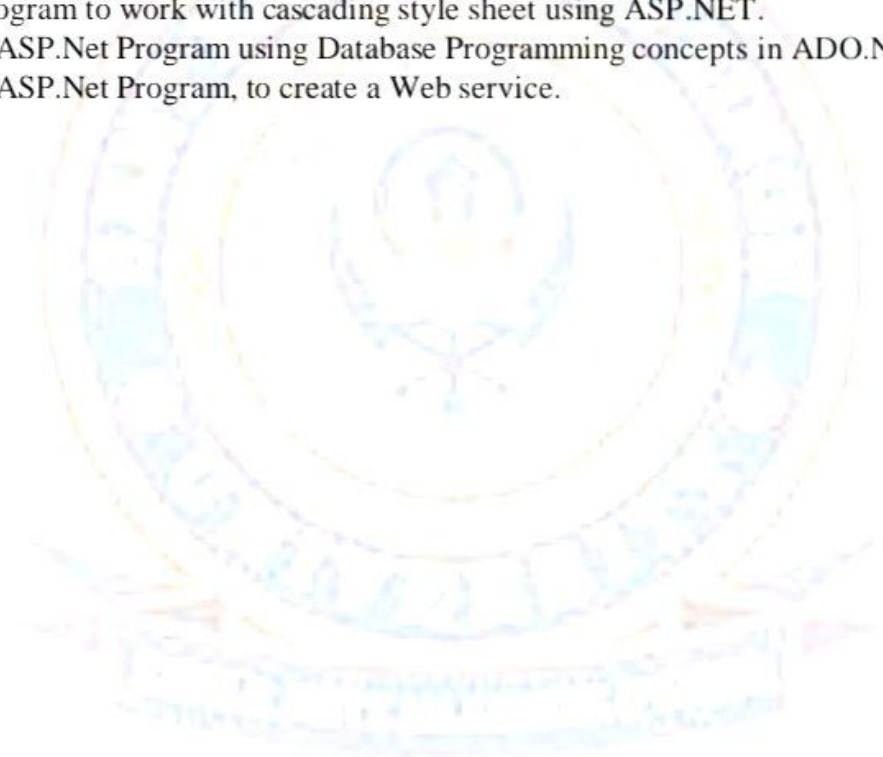 ogram to work with cascading style sheet using ASP.NET.
ASP.Net Program using Database Programming concepts in ADO.N
ASP.Net Program, to create a Web service.